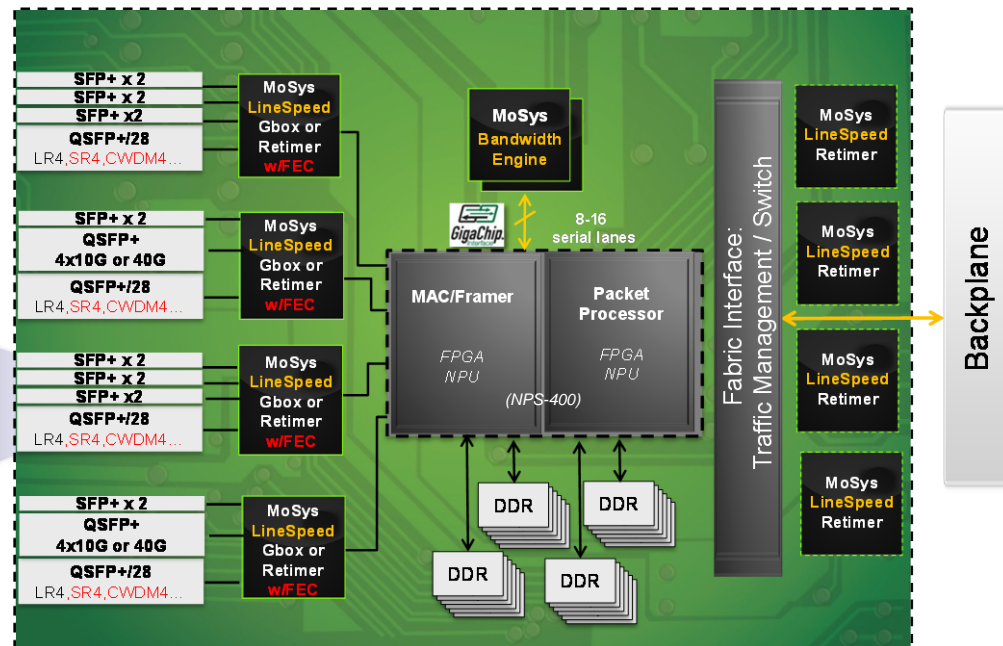 SFP+ x 2
SFP+ x 2
SFP+ x2
QSFP+/28
LR4,SR4,CWDM4...
MoSys
LineSpeed
Gbox or
Retimer
w/FEC
SFP+ x 2
QSFP+
4x10G or 40G
QSFP+/28
LR4,SR4,CWDM4...
MoSys
LineSpeed
Gbox or
Retimer
w/FEC
SFP+ x 2
SFP+ x 2
SFP+ x2
QSFP+/28
LR4,SR4,CWDM4...
MoSys
LineSpeed
Gbox or
Retimer
w/FEC
SFP+ x 2
QSFP+
4x10G or 40G
QSFP+/28
LR4,SR4,CWDM4...
MoSys
LineSpeed
Gbox or
Retimer
w/FEC
MoSys
Bandwidth
Engine
GigaChip
Interface
8-16
serial lanes
MAC/Framer
FPGA
NPU
Packet
Processor
FPGA
NPU
(NPS-400)
DDR
DDR
DDR
DDR
Fabric Interface:
Traffic Management / Switch
MoSys
LineSpeed
Retimer
MoSys
LineSpeed
Retimer
MoSys
LineSpeed
Retimer
MoSys
LineSpeed
Retimer
Backplane